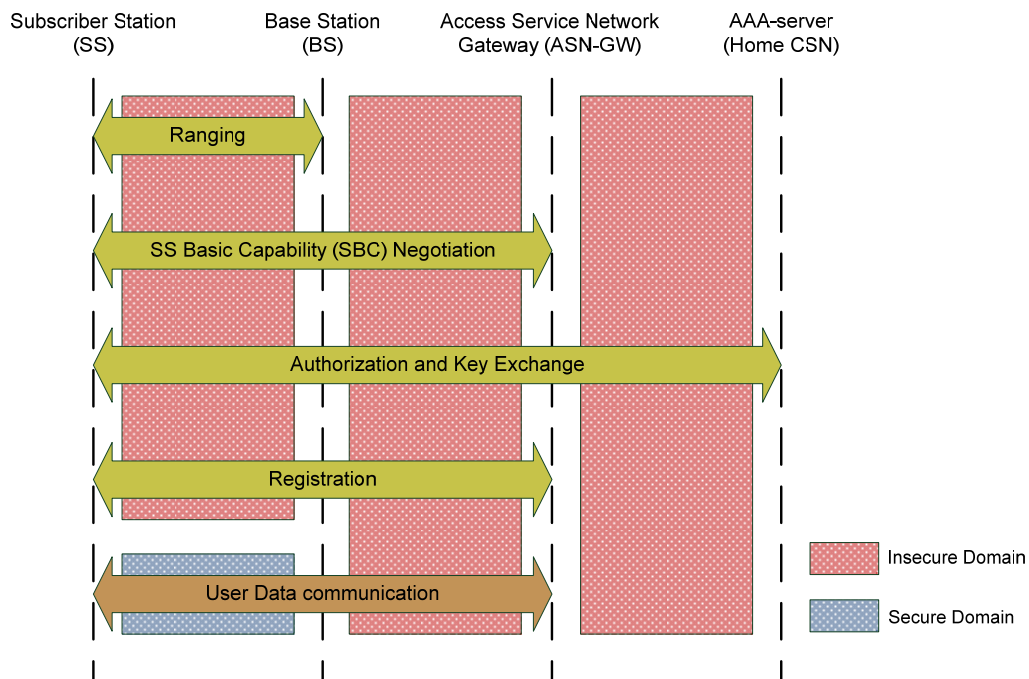 Subscriber Station
(SS)
Base Station
(BS)
Access Service Network
Gateway (ASN-GW)
AAA-server
(Home CSN)
Ranging
SS Basic Capability (SBC) Negotiation
Authorization and Key Exchange
Registration
User Data communication
Insecure Domain
Secure Domain